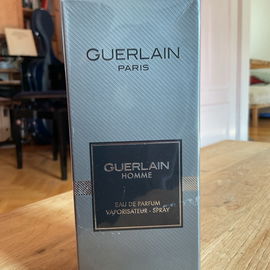 GUERLAIN
PARIS
GUERLAIN
HOMME
EAU DE PARFUM
VAPORISATEUR - SPRAY